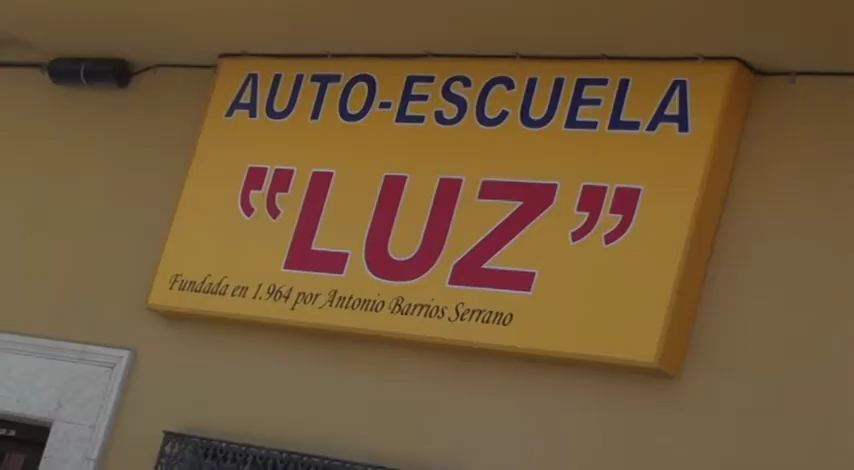 AUTO-ESCUELA
“LUZ”
Fundada en 1.964 por Antonio Barrios Serrano